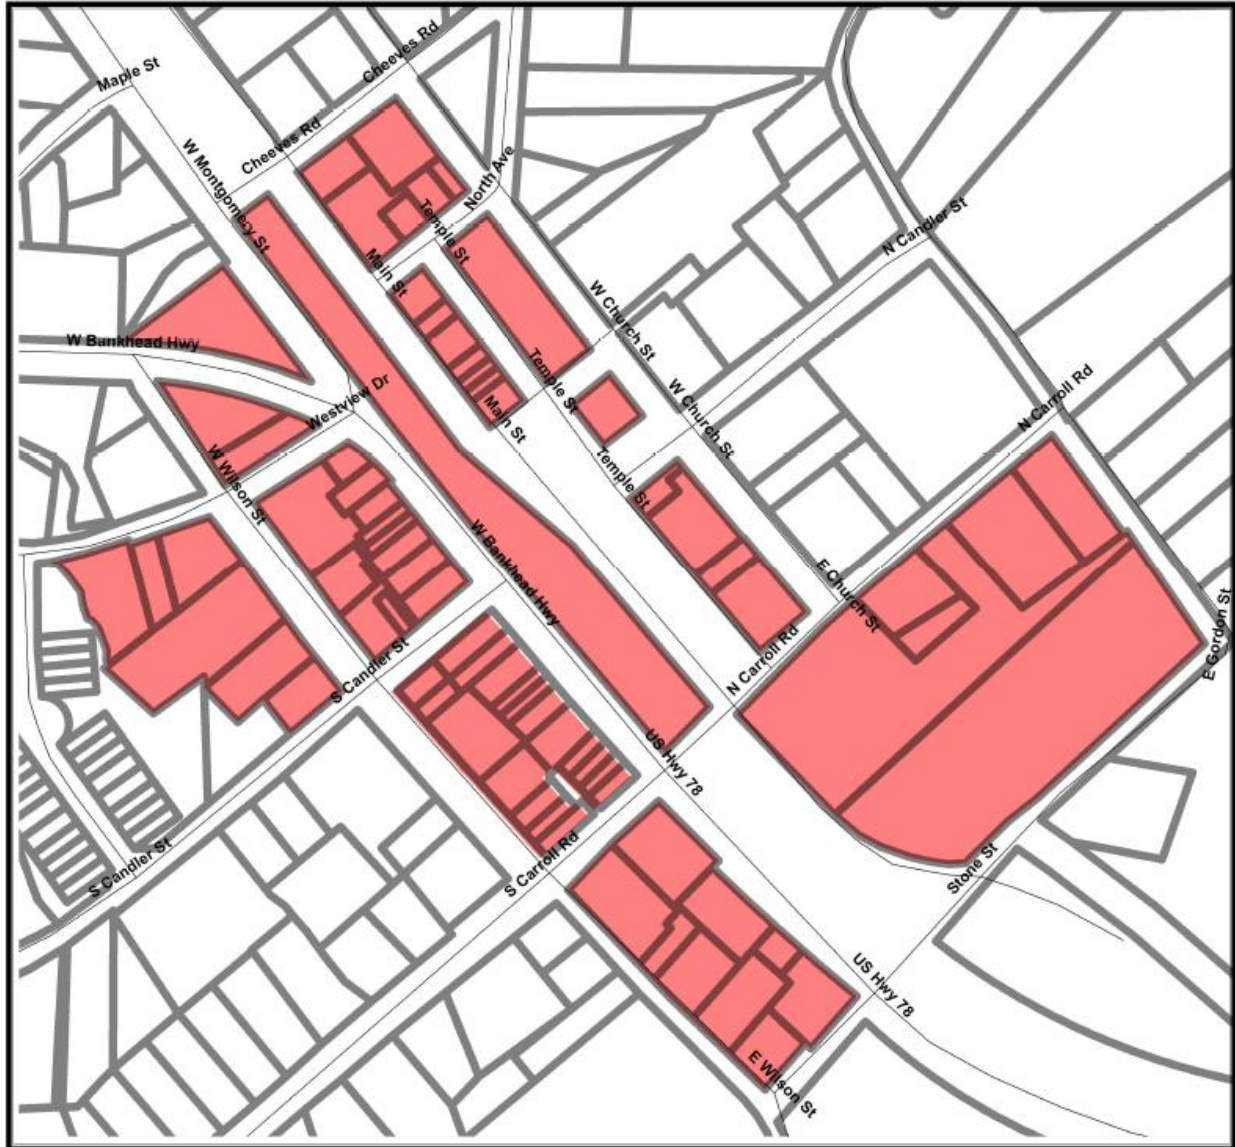 Cheeves Rd
Maple St
Cheeves Rd
W Montgomery St
North Ave
Temple St
N Candler St
Main St
W Church St
W Bankhead Hwy
Westview Dr
Temple St
Main St
W Church St
N Carroll Rd
W Wilson St
Temple St
W Bankhead Hwy
E Church St
E Gordon St
S Candler St
N Carroll Rd
US Hwy 78
S Candler St
S Carroll Rd
Stone St
US Hwy 78
E Wilson St